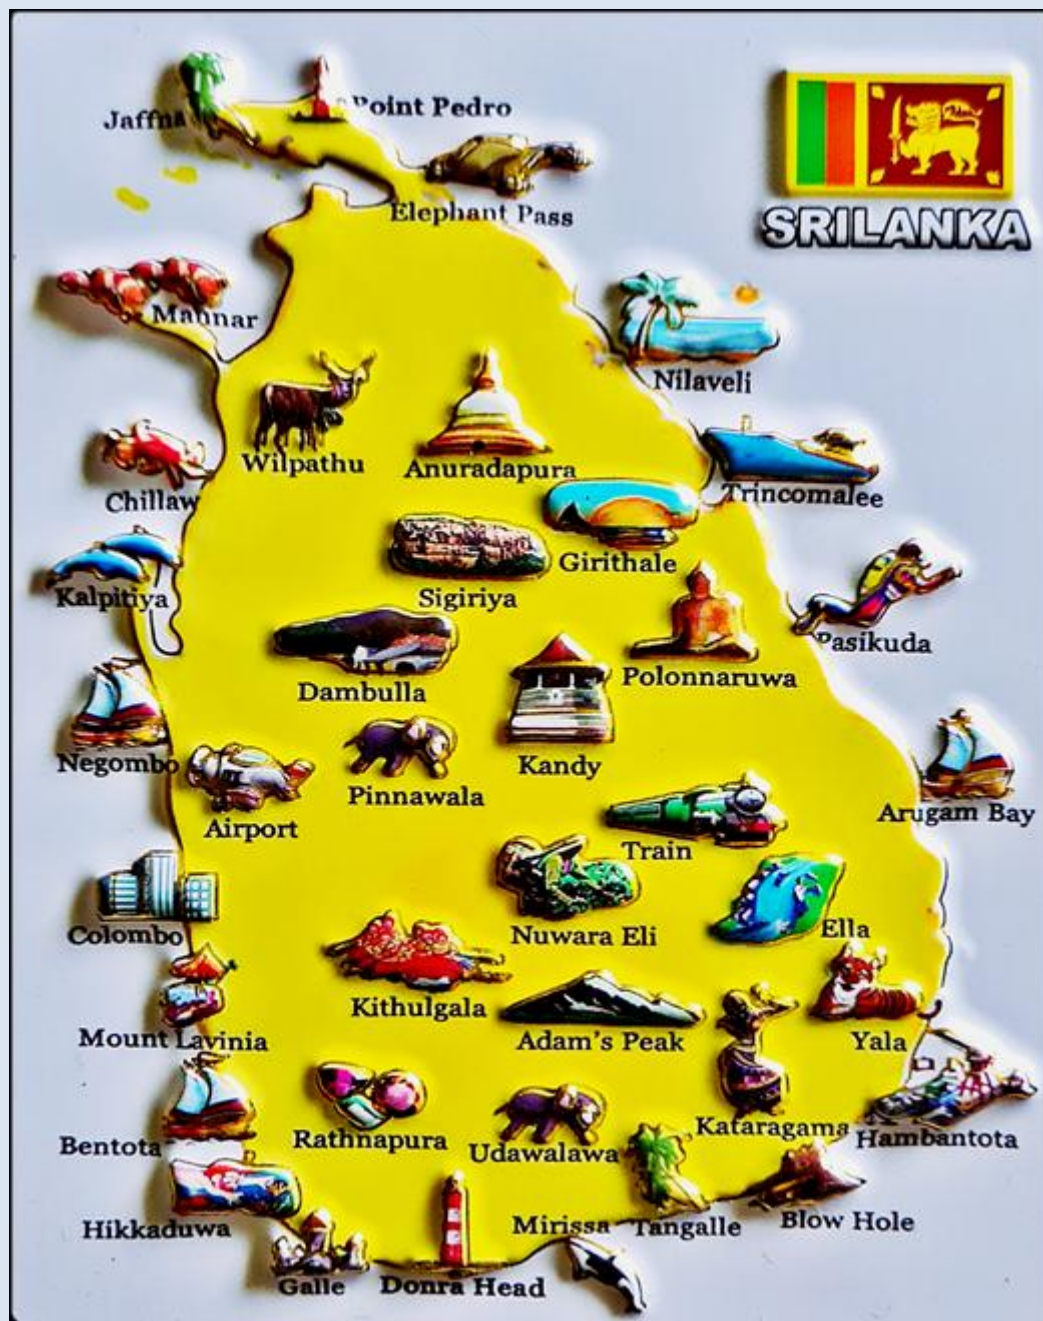 Jaffna
Point Pedro
Elephant Pass
SRILANKA
Mannar
Nilaveli
Wilpathu
Anuradapura
Chillaw
Trincomalee
Girithale
Kalpitiya
Sigiriya
Pasikuda
Dambulla
Polonnaruwa
Negombo
Kandy
Pinnawala
Airport
Arugam Bay
Train
Colombo
Nuwara Eli
Ella
Kithulgala
Mount Lavinia
Adam's Peak
Yala
Bentota
Rathnapura
Udawalawa
Kataragama
Hambantota
Hikkaduwa
Mirissa
Tangalle
Blow Hole
Galle
Donra Head